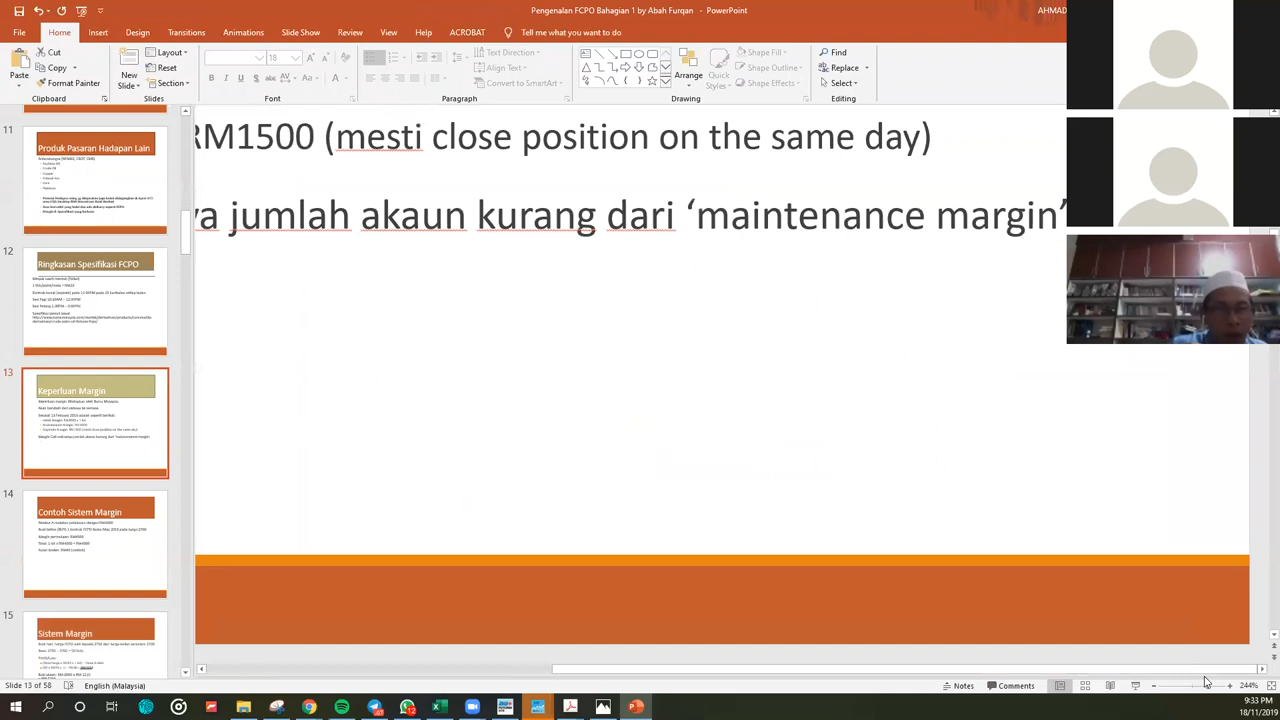 Pengenalan FCPO Bahagian 1 by Abah Furqan - PowerPoint
AHMAD
File Home Insert Design Transitions Animations Slide Show Review View Help ACROBAT Tell me what you want to do
Cut
Copy
Format Painter
Paste
Clipboard
New
Slide
Layout
Reset
Section
Slides
18
Font
Text Direction
Align Text
Convert to SmartArt
Paragraph
Arrange
Quick
Styles
Shape Fill
Shape Outline
Shape Effects
Drawing
Find
Replace
Select
Editing
RM1500 (mesti close position on the same day)
jumlah akaun kurang dari ‘maintenance margin’
11
Produk Pasaran Hadapan Lain
12
Ringkasan Spesifikasi FCPO
13
Keperluan Margin
14
Contoh Sistem Margin
15
Sistem Margin
Slide 13 of 58
English (Malaysia)
Notes
Comments
244%
12
9:33 PM
18/11/2019